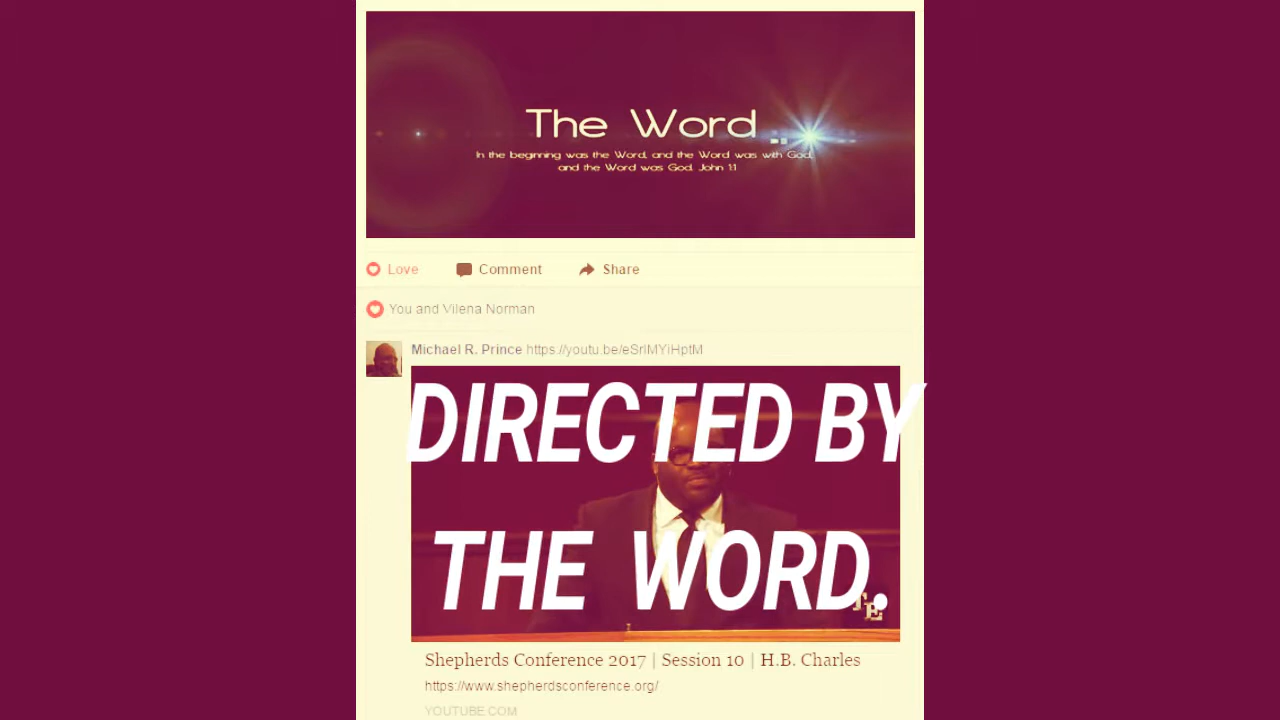 The Word
In the beginning was the Word, and the Word was with God,
and the Word was God. John 1:1
Love Comment Share
You and Vilena Norman
Michael R. Prince https://youtu.be/eSrIMYiHptM
DIRECTED BY
THE WORD.
Shepherds Conference 2017 | Session 10 | H.B. Charles
https://www.shepherdsconference.org/
YOUTUBE.COM